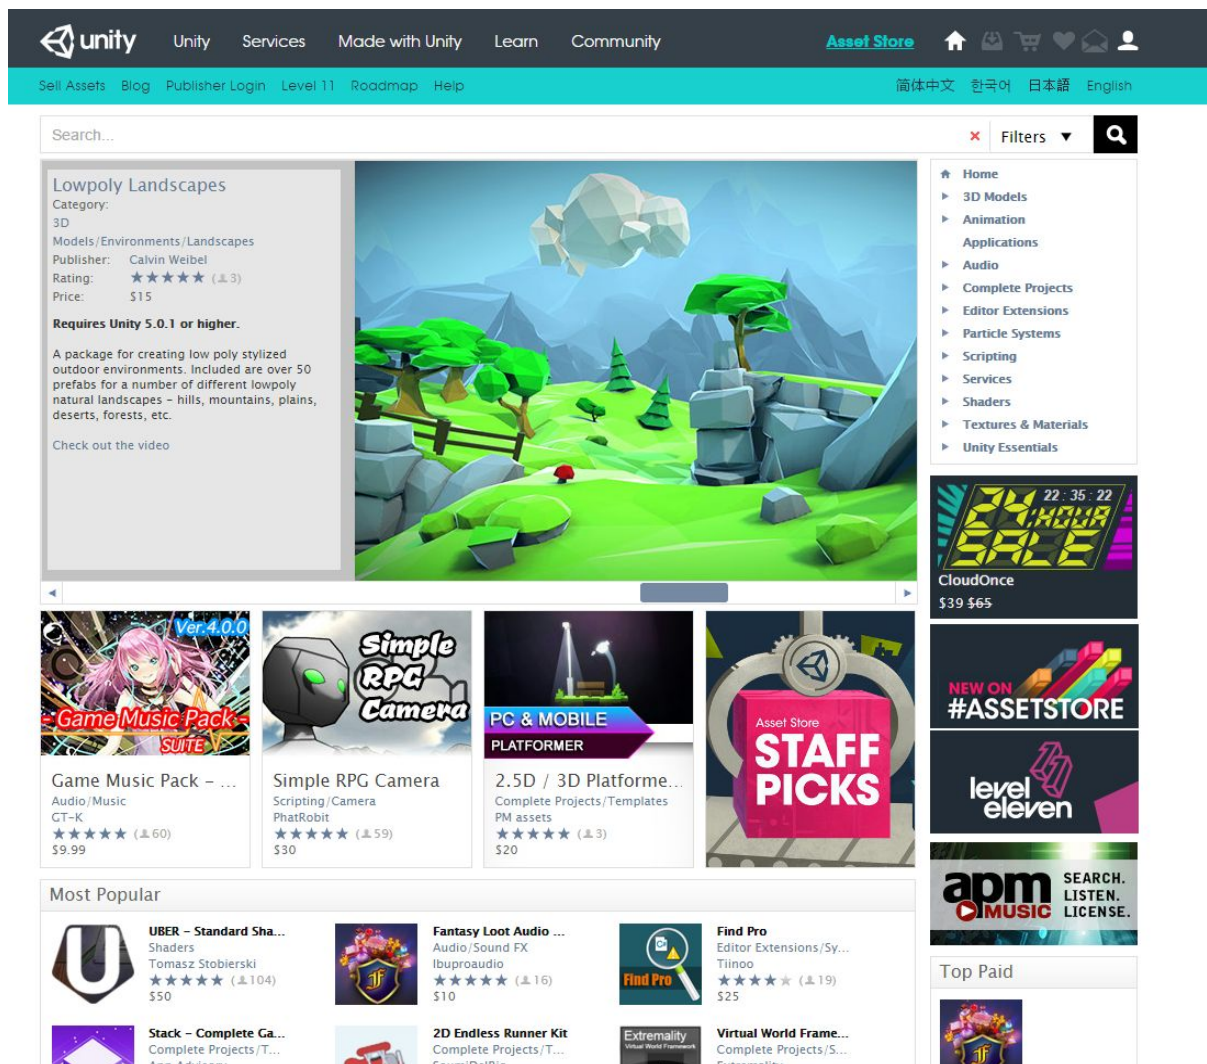 unity
Unity Services Made with Unity Learn Community Asset Store
Sell Assets Blog Publisher Login Level 11 Roadmap Help 简体中文 한국어 日本語 English
Search... × Filters ▼
Lowpoly Landscapes
Category:
3D
Models/Environments/Landscapes
Publisher: Calvin Weibel
Rating: ★★★★★ (3)
Price: $15
Requires Unity 5.0.1 or higher.
A package for creating low poly stylized
outdoor environments. Included are over 50
prefabs for a number of different lowpoly
natural landscapes – hills, mountains, plains,
deserts, forests, etc.
Check out the video
Home
3D Models
Animation
Applications
Audio
Complete Projects
Editor Extensions
Particle Systems
Scripting
Services
Shaders
Textures & Materials
Unity Essentials
22:35:22
24 HOUR
SALE
CloudOnce
$39 $65
Ver.4.0.0
- Game Music Pack -
SUITE
Game Music Pack – ...
Audio/Music
GT-K
★★★★★ (60)
$9.99
Simple
RPG
Camera
Simple RPG Camera
Scripting/Camera
PhatRobit
★★★★★ (59)
$30
PC & MOBILE
PLATFORMER
2.5D / 3D Platforme...
Complete Projects/Templates
PM assets
★★★★★ (3)
$20
Asset Store
STAFF
PICKS
NEW ON
#ASSETSTORE
11
level
eleven
apm
MUSIC
SEARCH.
LISTEN.
LICENSE.
Most Popular
U
UBER – Standard Sha...
Shaders
Tomasz Stobierski
★★★★★ (104)
$50
F
Fantasy Loot Audio ...
Audio/Sound FX
Ibuproaudio
★★★★★ (16)
$10
C#
Find Pro
Find Pro
Editor Extensions/Sy...
Tiinoo
★★★★★ (19)
$25
Top Paid
F
Stack – Complete Ga...
Complete Projects/T...
2D Endless Runner Kit
Complete Projects/T...
Extremality
Virtual World Framework
Virtual World Frame...
Complete Projects/S...